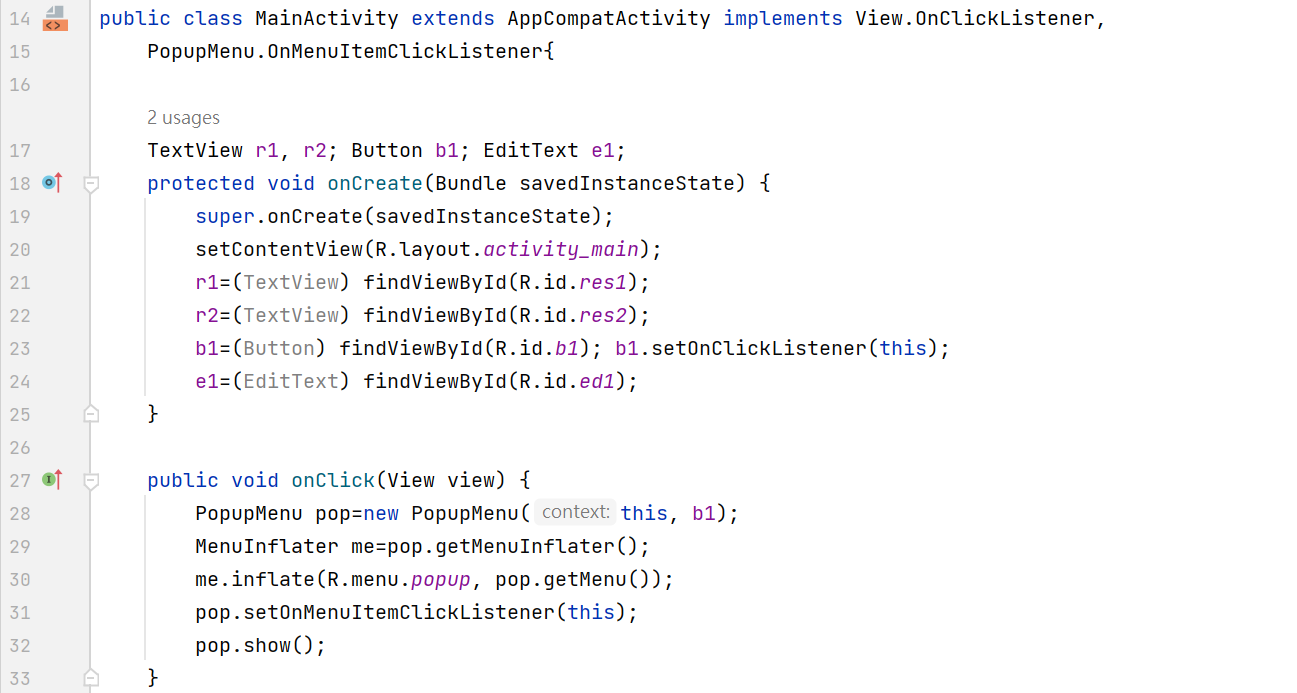 14 public class MainActivity extends AppCompatActivity implements View.OnClickListener,
15     PopupMenu.OnMenuItemClickListener{
16
    2 usages
17     TextView r1, r2; Button b1; EditText e1;
18     protected void onCreate(Bundle savedInstanceState) {
19         super.onCreate(savedInstanceState);
20         setContentView(R.layout.activity_main);
21         r1=(TextView) findViewById(R.id.res1);
22         r2=(TextView) findViewById(R.id.res2);
23         b1=(Button) findViewById(R.id.b1); b1.setOnClickListener(this);
24         e1=(EditText) findViewById(R.id.ed1);
25     }
26
27     public void onClick(View view) {
28         PopupMenu pop=new PopupMenu( context: this, b1);
29         MenuInflater me=pop.getMenuInflater();
30         me.inflate(R.menu.popup, pop.getMenu());
31         pop.setOnMenuItemClickListener(this);
32         pop.show();
33     }